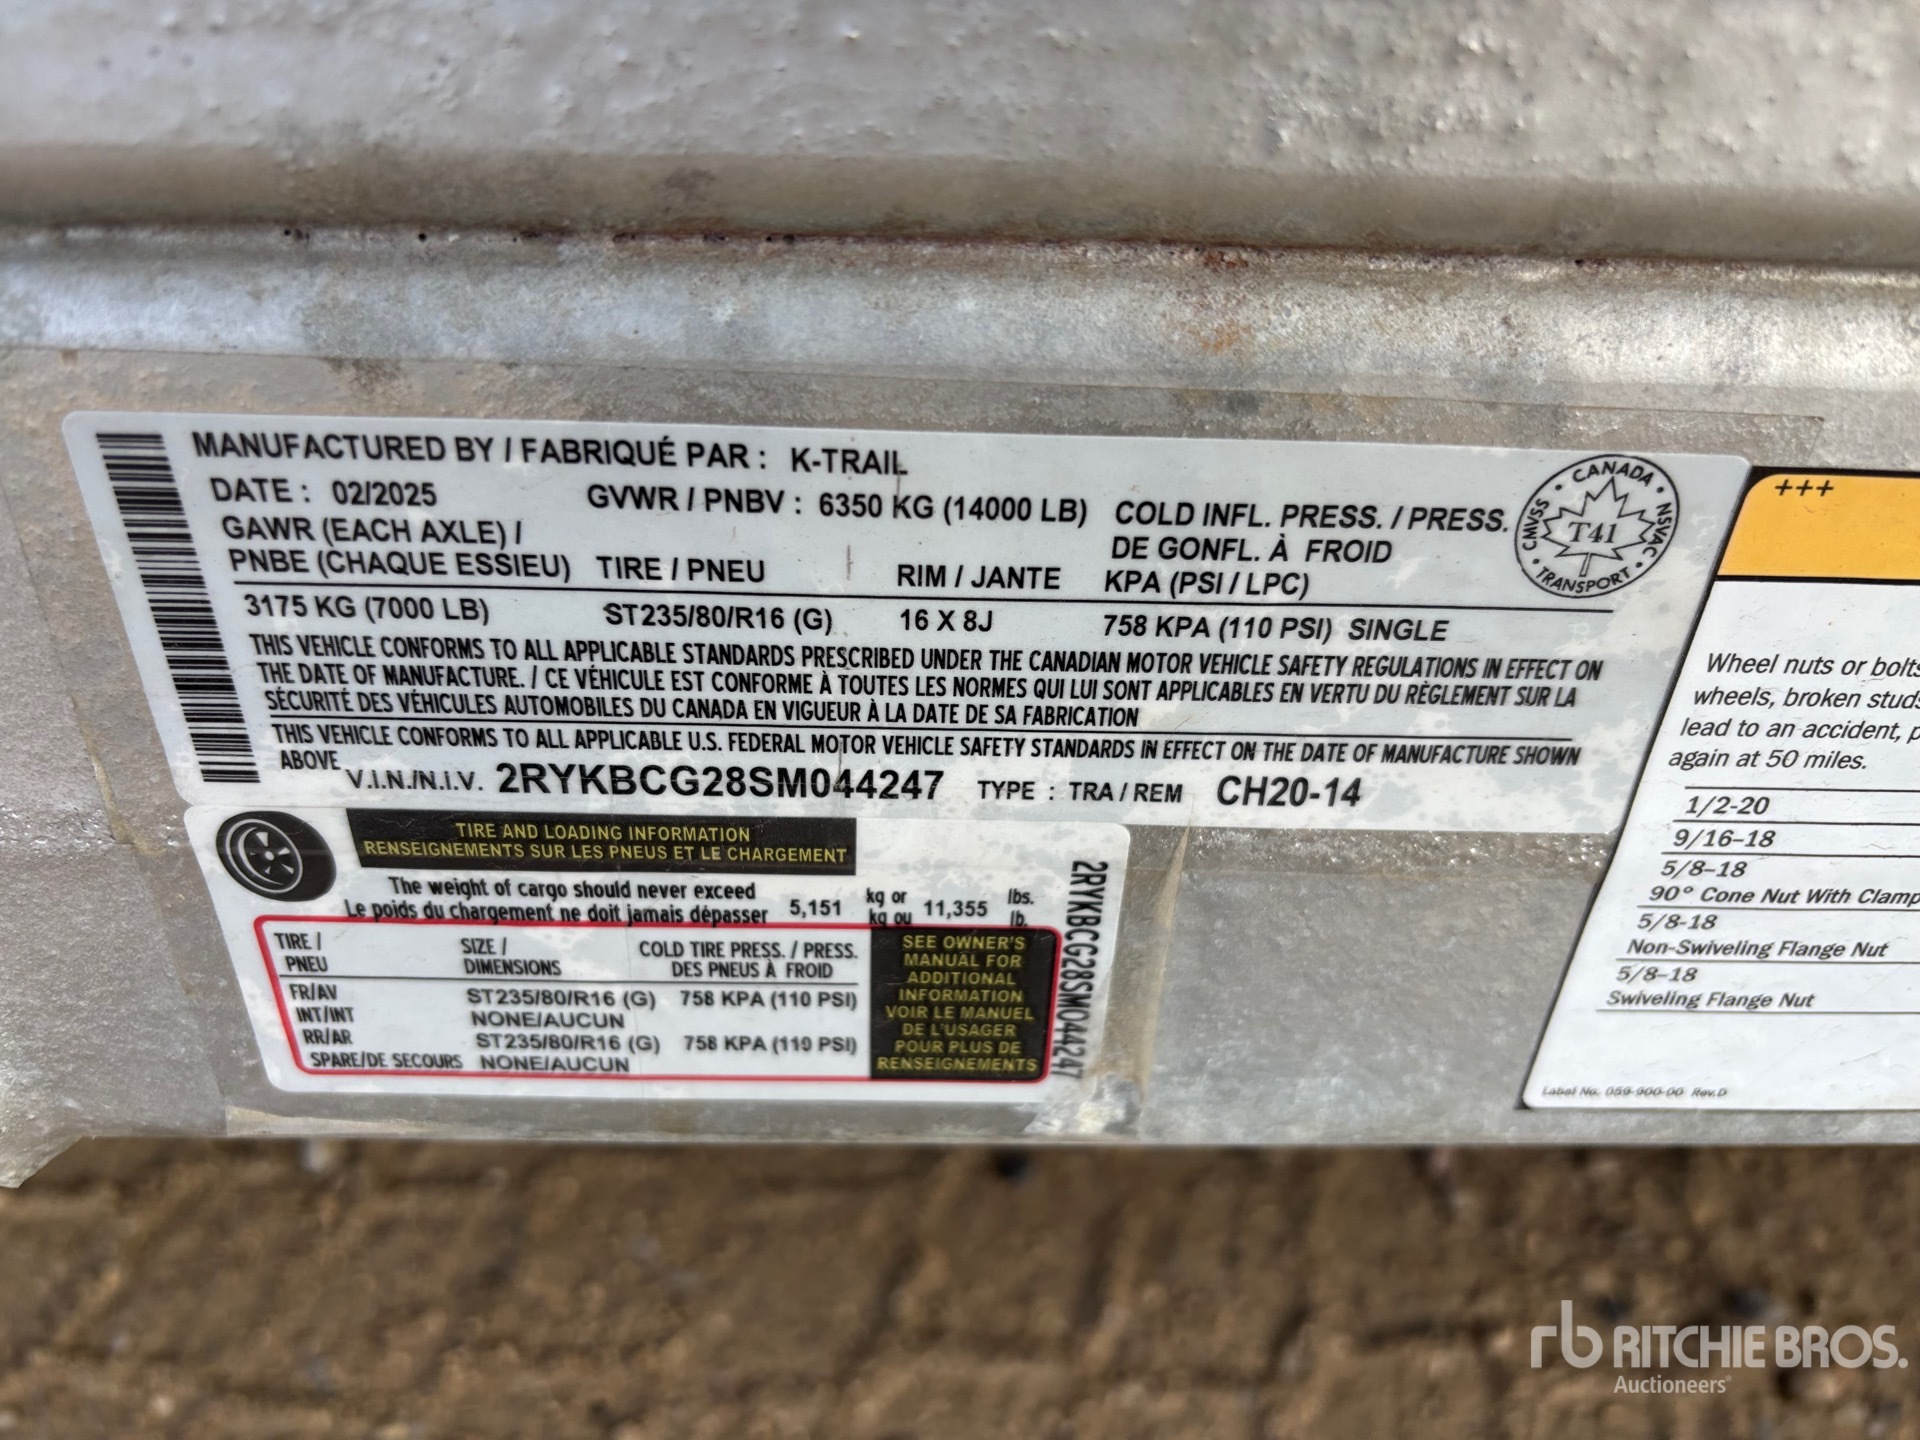 MANUFACTURED BY / FABRIQUÉ PAR : K-TRAIL
DATE : 02/2025 GVWR / PNBV : 6350 KG (14000 LB)
GAWR (EACH AXLE) /
PNBE (CHAQUE ESSIEU) TIRE / PNEU RIM / JANTE
COLD INFL. PRESS. / PRESS.
DE GONFL. À FROID
KPA (PSI / LPC)
CANADA • NSVAC • TRANSPORT • CMVSS •
T41
3175 KG (7000 LB) ST235/80/R16 (G) 16 X 8J 758 KPA (110 PSI) SINGLE
THIS VEHICLE CONFORMS TO ALL APPLICABLE STANDARDS PRESCRIBED UNDER THE CANADIAN MOTOR VEHICLE SAFETY REGULATIONS IN EFFECT ON
THE DATE OF MANUFACTURE. / CE VÉHICULE EST CONFORME À TOUTES LES NORMES QUI LUI SONT APPLICABLES EN VERTU DU RÈGLEMENT SUR LA
SÉCURITÉ DES VÉHICULES AUTOMOBILES DU CANADA EN VIGUEUR À LA DATE DE SA FABRICATION
THIS VEHICLE CONFORMS TO ALL APPLICABLE U.S. FEDERAL MOTOR VEHICLE SAFETY STANDARDS IN EFFECT ON THE DATE OF MANUFACTURE SHOWN
ABOVE
V.I.N./N.I.V. 2RYKBCG28SM044247 TYPE : TRA / REM CH20-14
TIRE AND LOADING INFORMATION
RENSEIGNEMENTS SUR LES PNEUS ET LE CHARGEMENT
The weight of cargo should never exceed
Le poids du chargement ne doit jamais dépasser
5,151 kg or
kg ou 11,355 lbs.
lb.
TIRE /
PNEU
SIZE /
DIMENSIONS
COLD TIRE PRESS. / PRESS.
DES PNEUS À FROID
FR/AV ST235/80/R16 (G) 758 KPA (110 PSI)
INT/INT NONE/AUCUN
RR/AR ST235/80/R16 (G) 758 KPA (110 PSI)
SPARE/DE SECOURS NONE/AUCUN
SEE OWNER'S
MANUAL FOR
ADDITIONAL
INFORMATION
VOIR LE MANUEL
DE L'USAGER
POUR PLUS DE
RENSEIGNEMENTS
2RYKBCG28SM044247
+++
Wheel nuts or bolts
wheels, broken studs
lead to an accident, p
again at 50 miles.
1/2-20
9/16-18
5/8-18
90° Cone Nut With Clamp
5/8-18
Non-Swiveling Flange Nut
5/8-18
Swiveling Flange Nut
Label No. 059-900-00 Rev.D
rb RITCHIE BROS.
Auctioneers